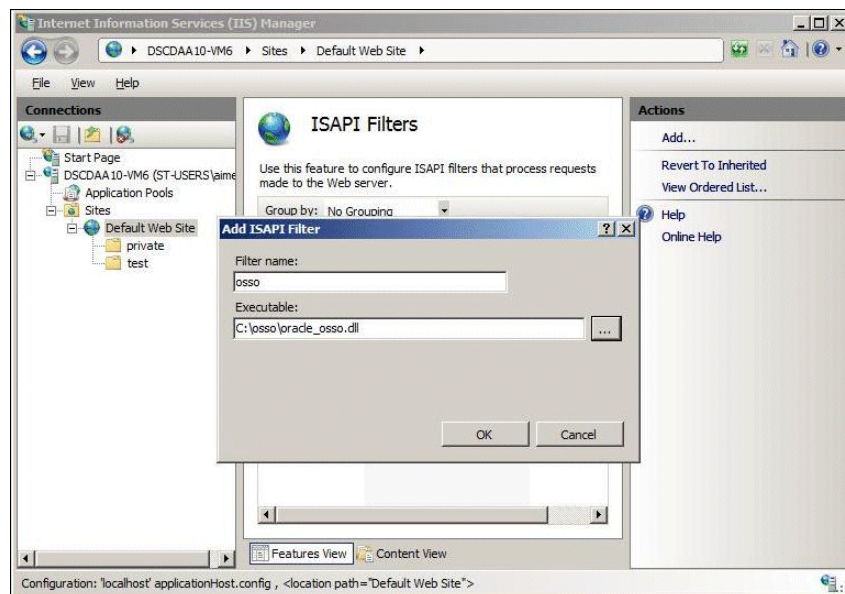 Internet Information Services (IIS) Manager
DSCDAA10-VM6 Sites Default Web Site
File View Help
Connections
Start Page
DSCDAA10-VM6 (ST-USERS\aime
Application Pools
Sites
Default Web Site
private
test
ISAPI Filters
Use this feature to configure ISAPI filters that process requests
made to the Web server.
Group by: No Grouping
Add ISAPI Filter
Filter name:
osso
Executable:
C:\osso\oracle_osso.dll
...
OK Cancel
Features View Content View
Actions
Add...
Revert To Inherited
View Ordered List...
Help
Online Help
Configuration: 'localhost' applicationHost.config , <location path="Default Web Site">